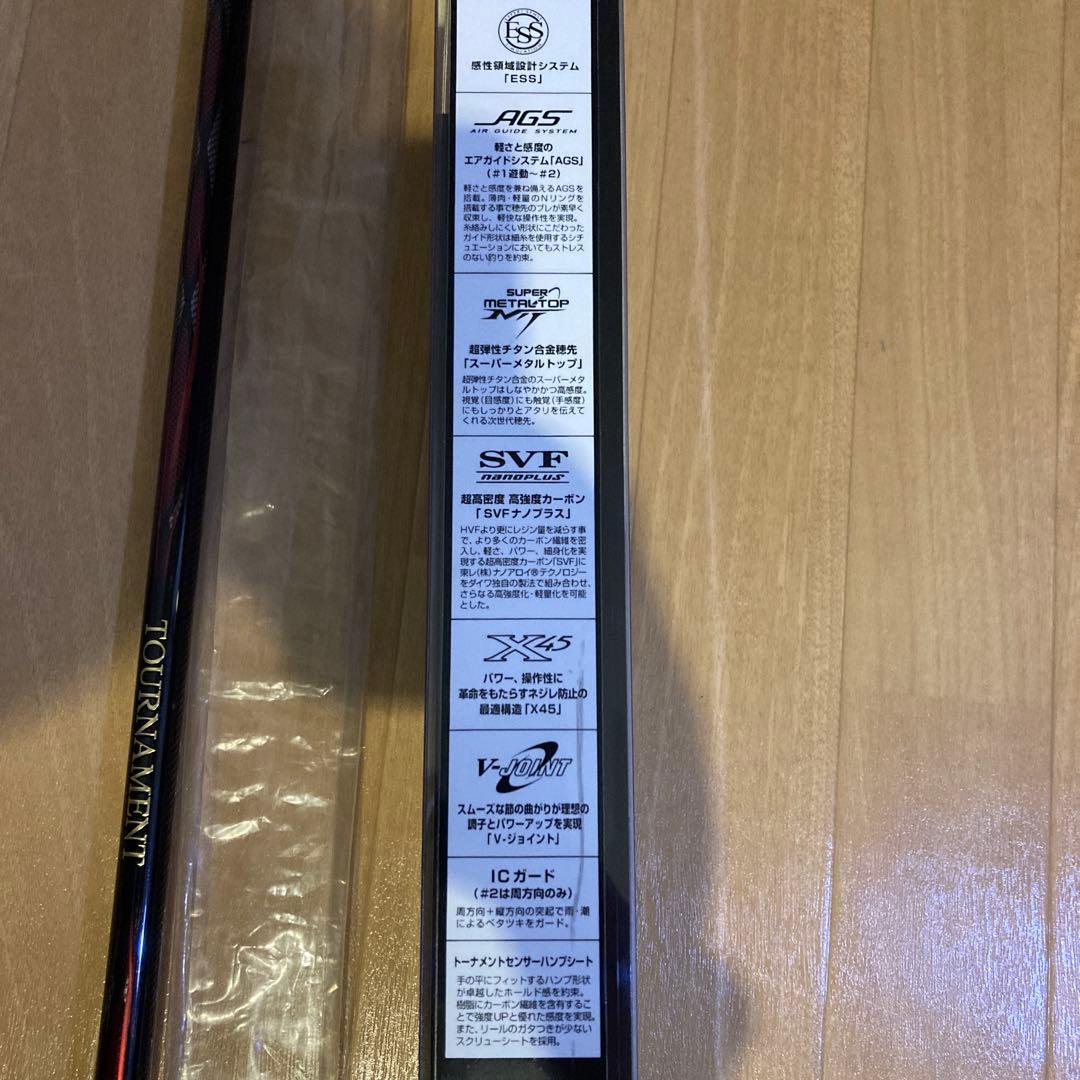 ESS
感性領域設計システム
「ESS」
AGS
AIR GUIDE SYSTEM
軽さと感度の
エアガイドシステム「AGS」
(#1遊動〜#2)
軽さと感度を兼ね備えるAGSを
搭載。薄肉・軽量のNリングを
搭載する事で穂先のブレが素早く
収束し、軽快な操作性を実現。
糸絡みしにくい形状にこだわった
ガイド形状は細糸を使用するシチ
ュエーションにおいてもストレス
のない釣りを約束。
SUPER
METAL TOP
MT
超弾性チタン合金穂先
「スーパーメタルトップ」
超弾性チタン合金のスーパーメタ
ルトップはしなやかかつ高感度。
視覚(目感度)にも触覚(手感度)
にもしっかりとアタリを伝えて
くれる次世代穂先。
SVF
nanoplus
超高密度 高強度カーボン
「SVFナノプラス」
HVFより更にレジン量を減らす事
で、より多くのカーボン繊維を密
入し、軽さ、パワー、細身化を実
現する超高密度カーボン「SVF」に
東レ(株)ナノアロイ®テクノロジー
をダイワ独自の製法で組み合わせ、
さらなる高強度化・軽量化を可能
とした。
X45
パワー、操作性に
革命をもたらすネジレ防止の
最適構造「X45」
V-JOINT
スムーズな節の曲がりが理想の
調子とパワーアップを実現
「V-ジョイント」
ICガード
(#2は周方向のみ)
周方向+縦方向の突起で雨・潮
によるベタツキをガード。
トーナメントセンサーハンプシート
手の平にフィットするハンプ形状
が卓越したホールド感を約束。
樹脂にカーボン繊維を含有するこ
とで強度UPと優れた感度を実現。
また、リールのガタつきが少ない
スクリューシートを採用。
TOURNAMENT